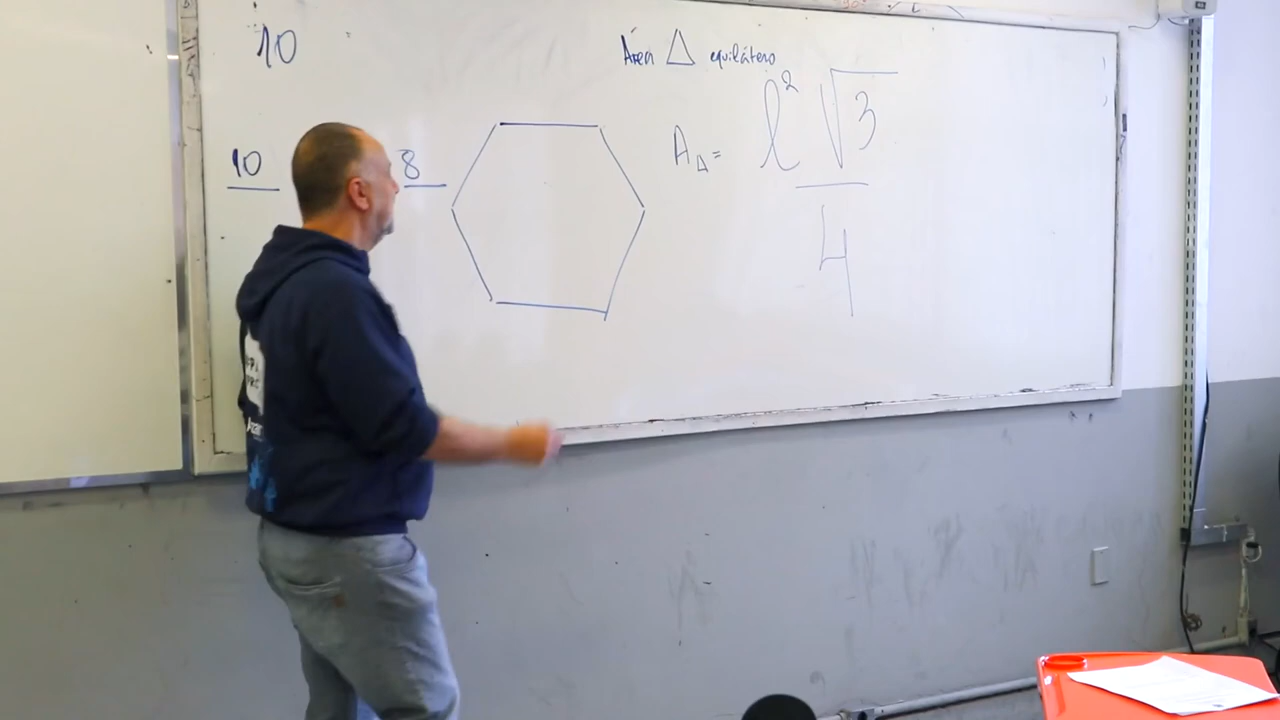 10
Área △ equilátero
10
8
A△ = l² √3
4